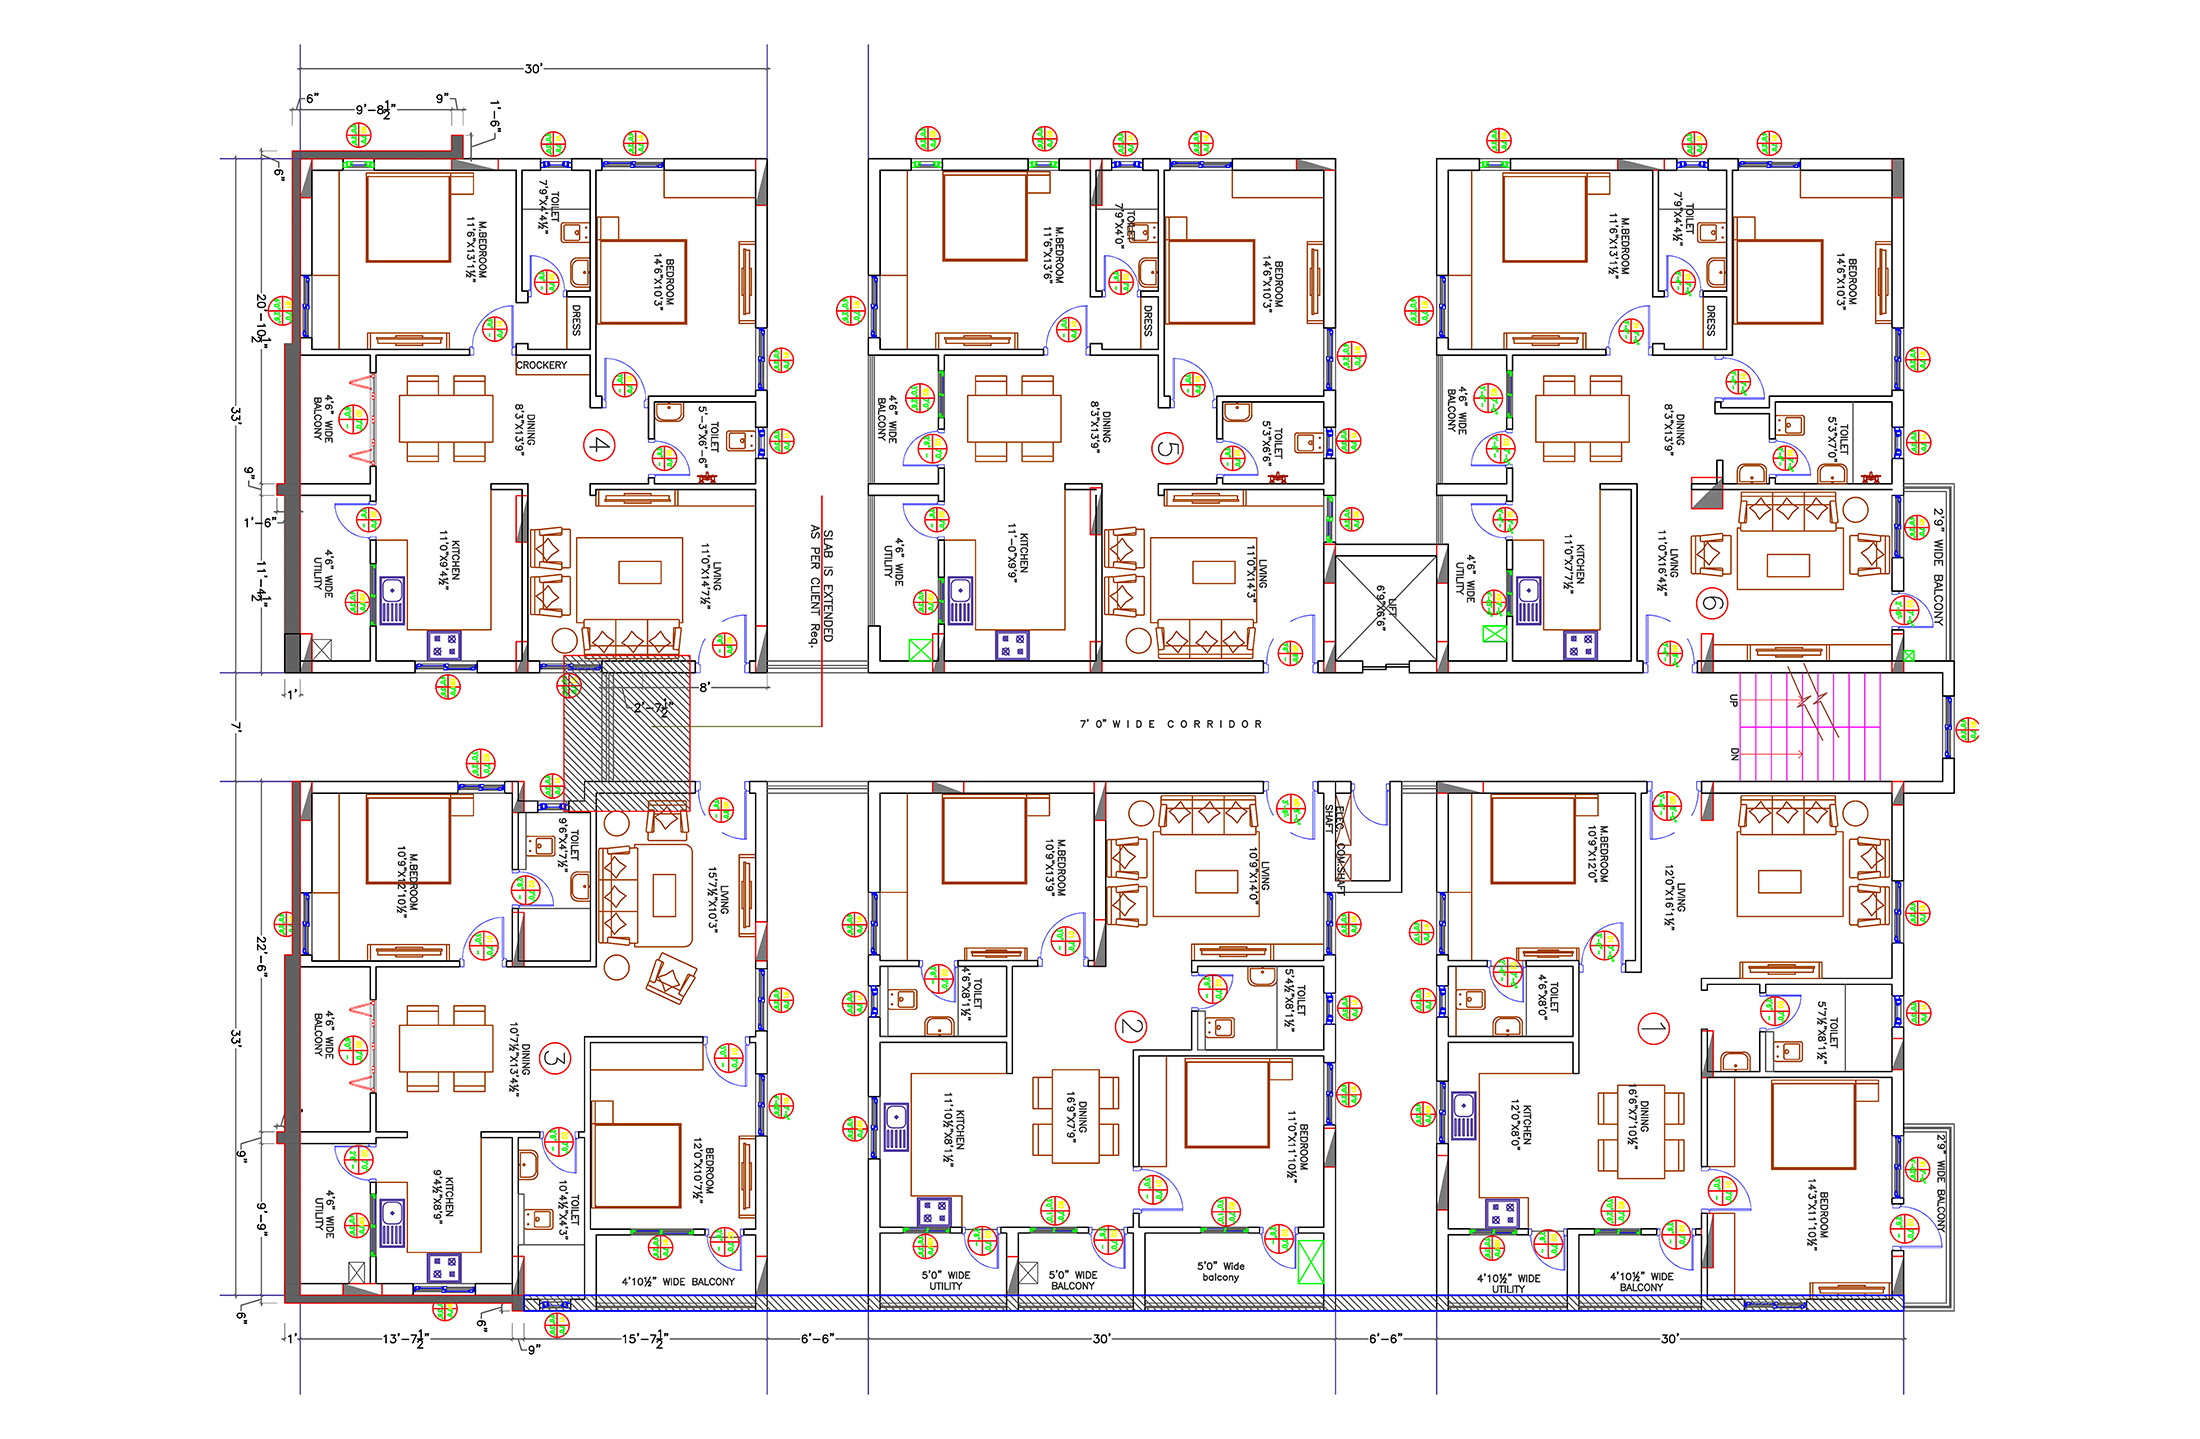 30'
6"
9'-8½"
9"
1'-6"
6"
20'-10½"
33'
9"
1'-6"
11'-4½"
1'
7'
M.BEDROOM
11'6"X13'1½"
TOILET
7'9"X4'4½"
BEDROOM
14'6"X10'3"
DRESS
CROCKERY
4'6" WIDE
BALCONY
DINING
8'3"X13'9"
4
TOILET
5'-3"X6'-6"
4'6" WIDE
UTILITY
KITCHEN
11'0"X9'4½"
LIVING
11'0"X14'7½"
SLAB IS EXTENDED
AS PER CLIENT Req.
8'
2'-7½"
M.BEDROOM
11'6"X13'6"
TOILET
7'9"X4'0"
BEDROOM
14'6"X10'3"
DRESS
4'6" WIDE
BALCONY
DINING
8'3"X13'9"
5
TOILET
5'3"X6'6"
4'6" WIDE
UTILITY
KITCHEN
11'-0"X9'9"
LIVING
11'0"X14'3"
LIFT
6'9"X6'6"
M.BEDROOM
11'6"X13'1½"
TOILET
7'9"X4'4½"
BEDROOM
14'6"X10'3"
DRESS
4'6" WIDE
BALCONY
DINING
8'3"X13'9"
TOILET
5'3"X7'0"
4'6" WIDE
UTILITY
KITCHEN
11'0"X7'7½"
LIVING
11'0"X16'4½"
6
2'9" WIDE BALCONY
7'0" WIDE CORRIDOR
UP
DN
M.BEDROOM
10'9"X12'10½"
TOILET
9'6"X4'7½"
LIVING
15'7½"X10'3"
4'6" WIDE
BALCONY
DINING
10'7½"X13'4½"
3
4'6" WIDE
UTILITY
KITCHEN
9'4½"X8'9"
TOILET
10'4½"X4'3"
BEDROOM
12'0"X10'7½"
4'10½" WIDE BALCONY
M.BEDROOM
10'9"X13'9"
LIVING
10'9"X14'0"
ELEC.
SHAFT
COM.SHAFT
TOILET
4'6"X8'1½"
2
TOILET
5'4½"X8'1½"
KITCHEN
11'10½"X8'1½"
DINING
16'9"X7'9"
BEDROOM
11'0"X11'10½"
5'0" WIDE
UTILITY
5'0" WIDE
BALCONY
5'0" Wide
balcony
M.BEDROOM
10'9"X12'0"
LIVING
12'0"X16'1½"
TOILET
4'6"X8'0"
1
TOILET
5'7½"X8'1½"
KITCHEN
12'0"X8'0"
DINING
16'6"X7'10½"
BEDROOM
14'3"X11'10½"
4'10½" WIDE
UTILITY
4'10½" WIDE
BALCONY
2'9" WIDE BALCONY
22'-6"
33'
9"
9'-9"
6"
1'
13'-7½"
6"
9"
15'-7½"
6'-6"
30'
6'-6"
30'